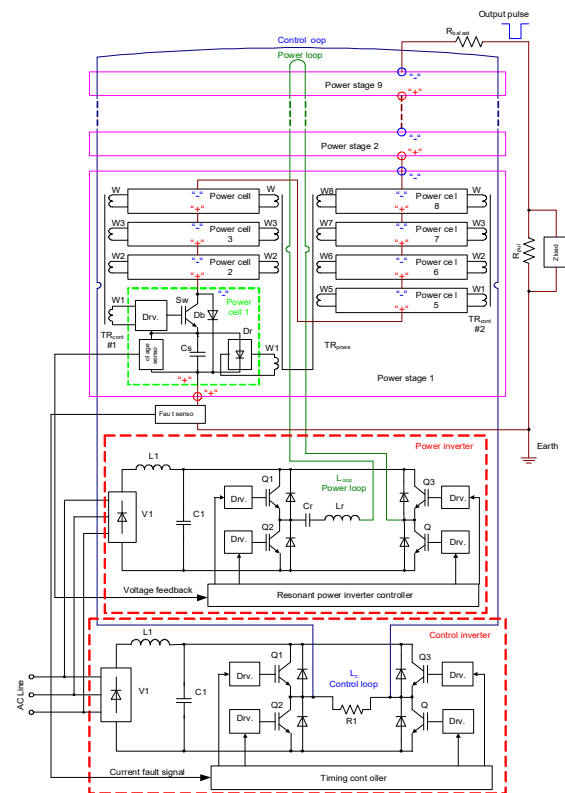 Output pulse
Control oop
R balast
Power loop
"-"
Power stage 9
"+"
"-"
Power stage 2
"+"
"-"
W
W
W8
W
Power cell
"+"
Power ce l
8
W3
Power cell
3
W3
W7
Power ce l
7
W3
W2
Power cell
2
W2
W6
Power ce l
6
W2
W5
Power ce l
5
W1
"-"
W1
Sw
Power
cell 1
Drv.
Db
TRcont
#1
Dr
W1
TRpowe
TRcont
#2
oltage
senso
Cs
"+"
Power stage 1
"+"
Rpul
Zload
Fau t senso
Earth
Power inverter
L1
Q1
Lloop
Power loop
Q3
Drv.
Drv.
V1
C1
Cr
Lr
Q2
Q
Drv.
Drv.
Voltage feedback
Resonant power inverter controller
Control inverter
L1
Q1
Lc
Control loop
Q3
Drv.
Drv.
AC Line
V1
C1
R1
Q2
Q
Drv.
Drv.
Current fault signal
Timing cont oller